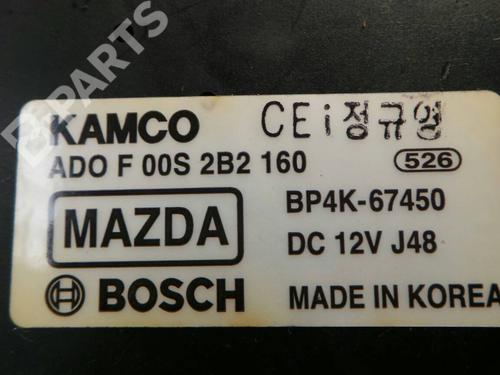 B PARTS
KAMCO CEi정규영
ADO F 00S 2B2 160 526
MAZDA BP4K-67450
DC 12V J48
BOSCH MADE IN KOREA